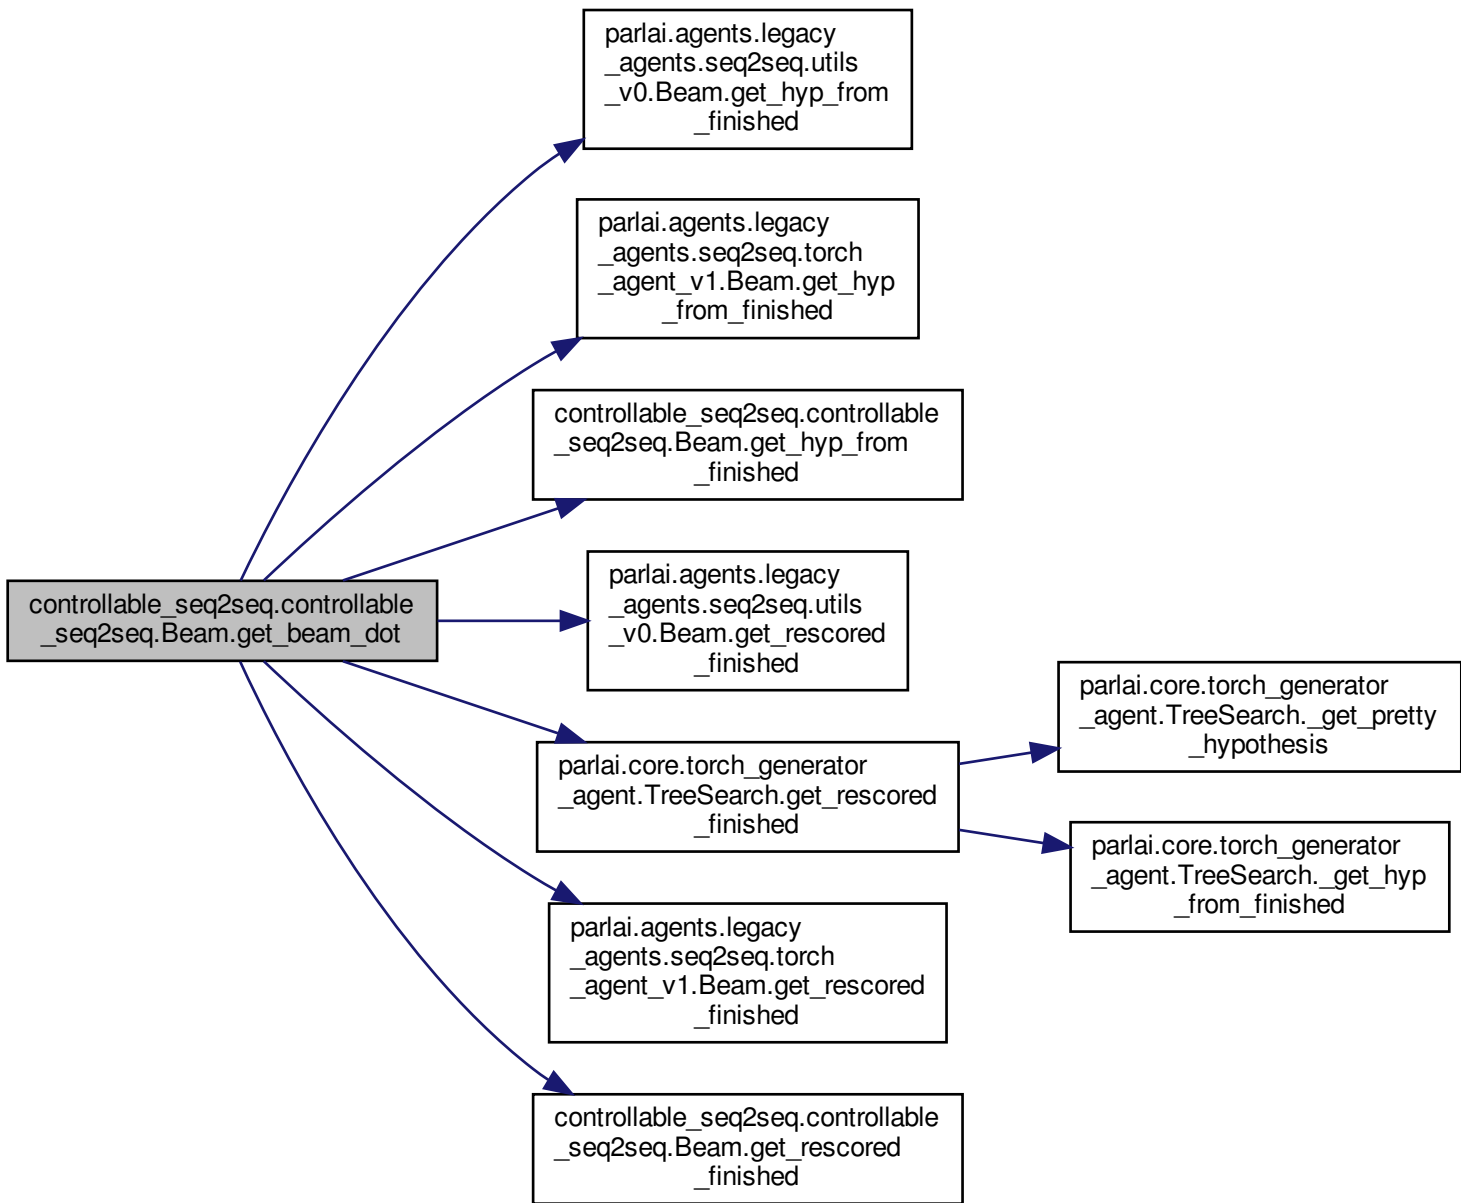 parlai.agents.legacy
_agents.seq2seq.utils
_v0.Beam.get_hyp_from
_finished
parlai.agents.legacy
_agents.seq2seq.torch
_agent_v1.Beam.get_hyp
_from_finished
controllable_seq2seq.controllable
_seq2seq.Beam.get_hyp_from
_finished
controllable_seq2seq.controllable
_seq2seq.Beam.get_beam_dot
parlai.agents.legacy
_agents.seq2seq.utils
_v0.Beam.get_rescored
_finished
parlai.core.torch_generator
_agent.TreeSearch.get_rescored
_finished
parlai.core.torch_generator
_agent.TreeSearch._get_pretty
_hypothesis
parlai.core.torch_generator
_agent.TreeSearch._get_hyp
_from_finished
parlai.agents.legacy
_agents.seq2seq.torch
_agent_v1.Beam.get_rescored
_finished
controllable_seq2seq.controllable
_seq2seq.Beam.get_rescored
_finished